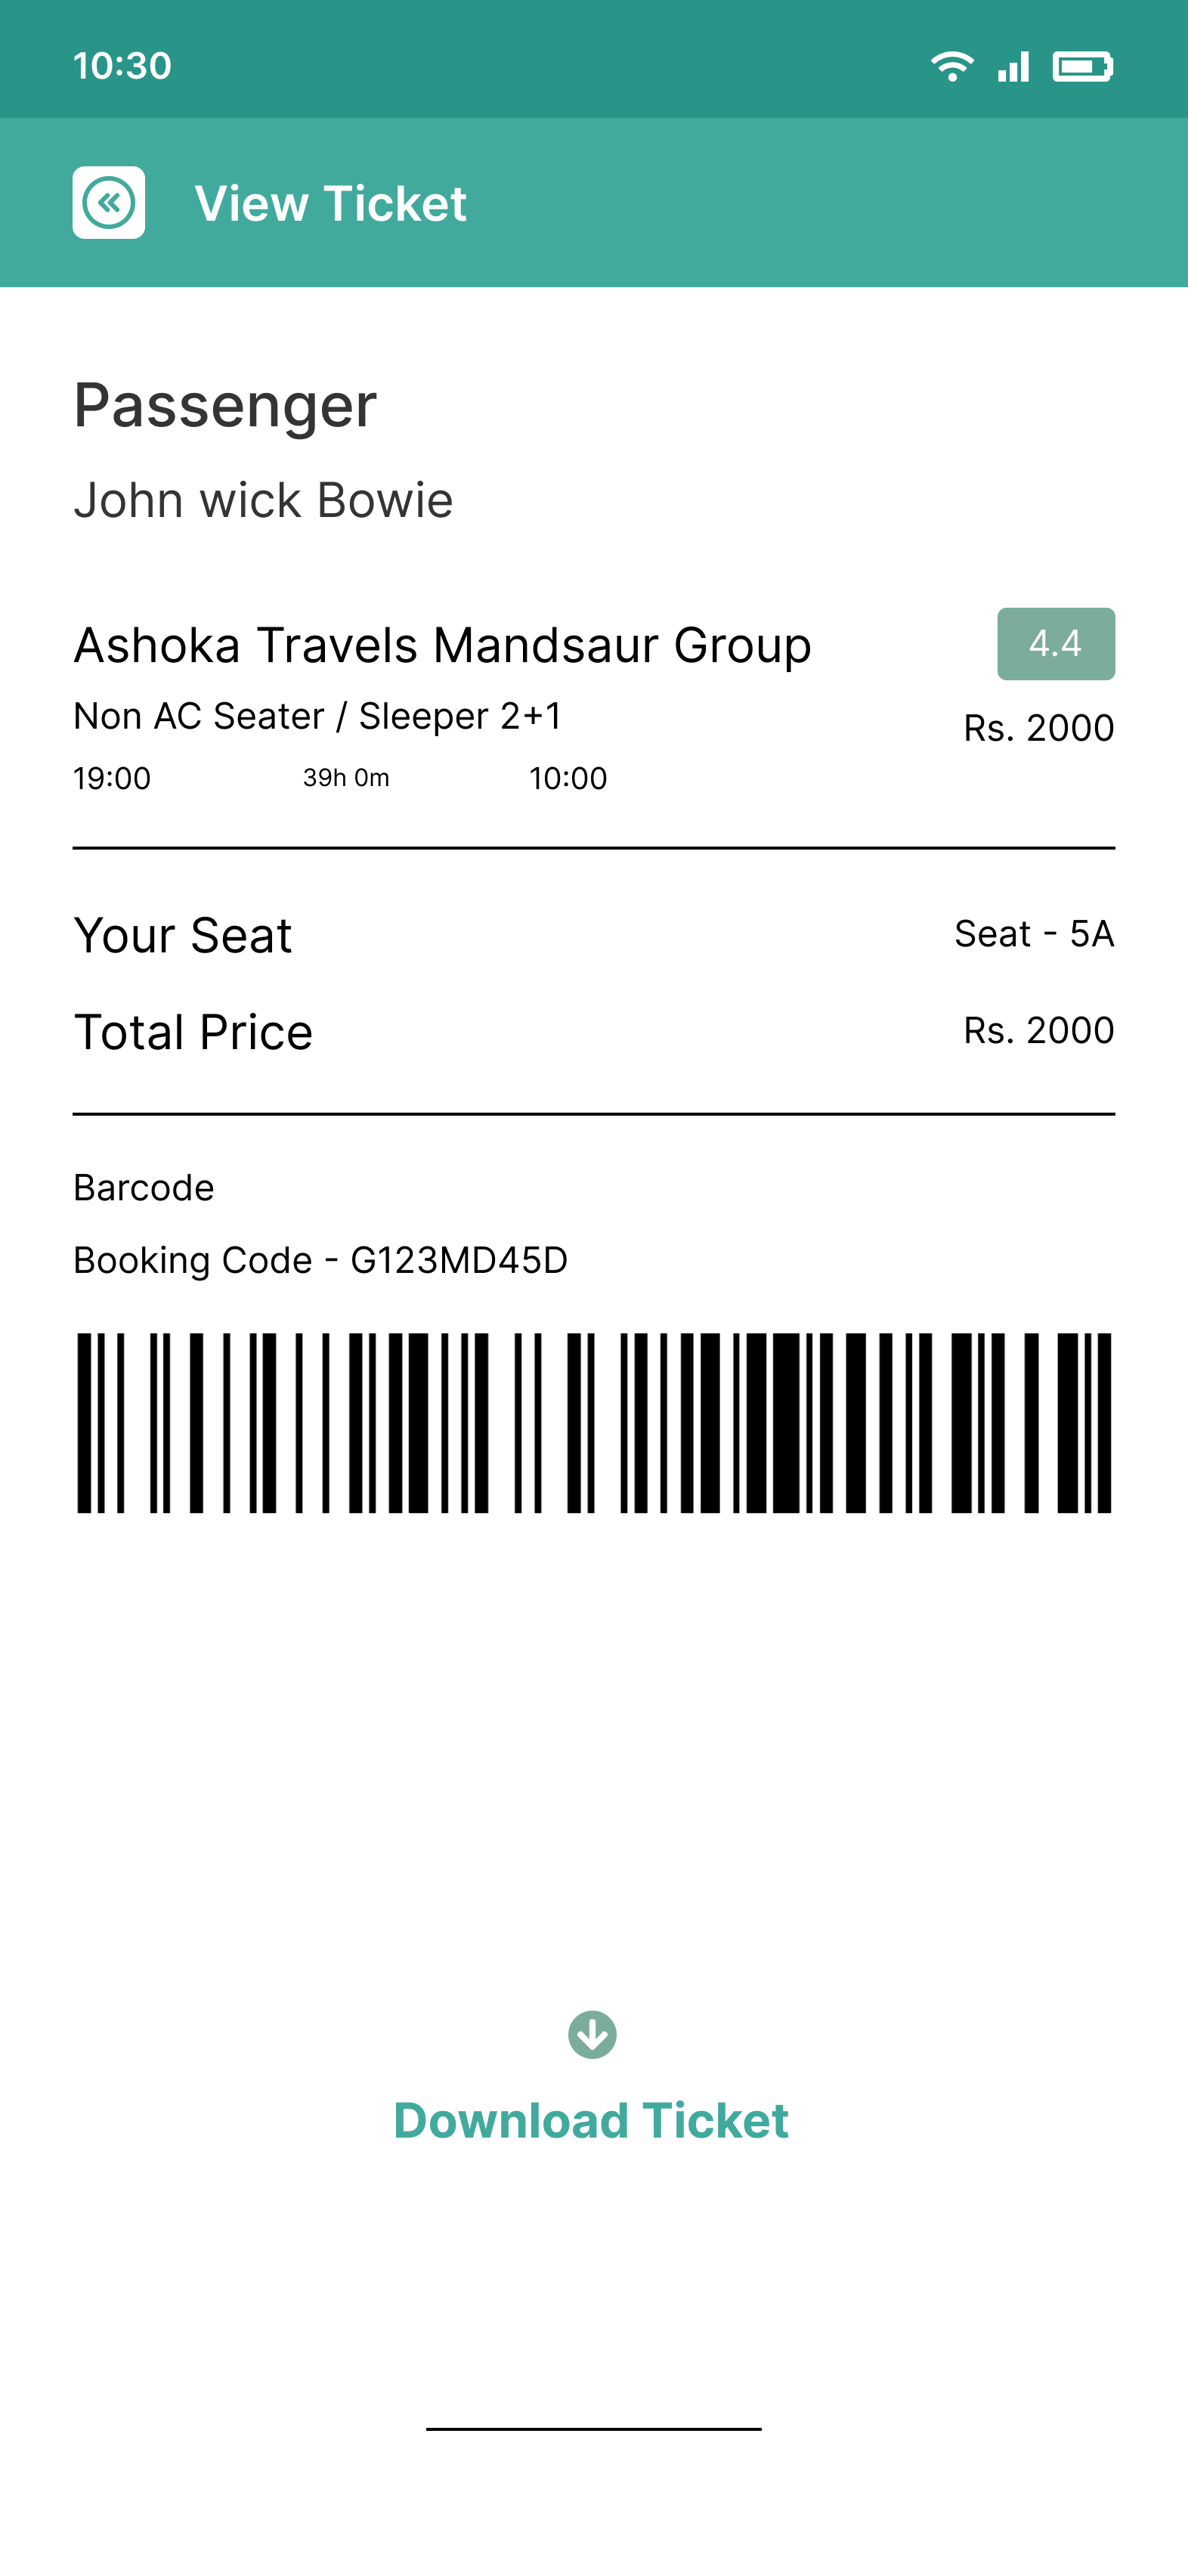 10:30
View Ticket
Passenger
John wick Bowie
Ashoka Travels Mandsaur Group
4.4
Non AC Seater / Sleeper 2+1
Rs. 2000
19:00 39h 0m 10:00
Your Seat
Seat - 5A
Total Price
Rs. 2000
Barcode
Booking Code - G123MD45D
Download Ticket